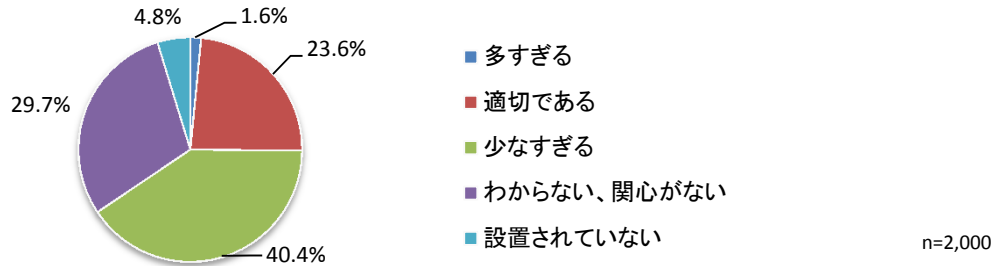 4.8%
1.6%
23.6%
29.7%
40.4%
多すぎる
適切である
少なすぎる
わからない、関心がない
設置されていない
n=2,000